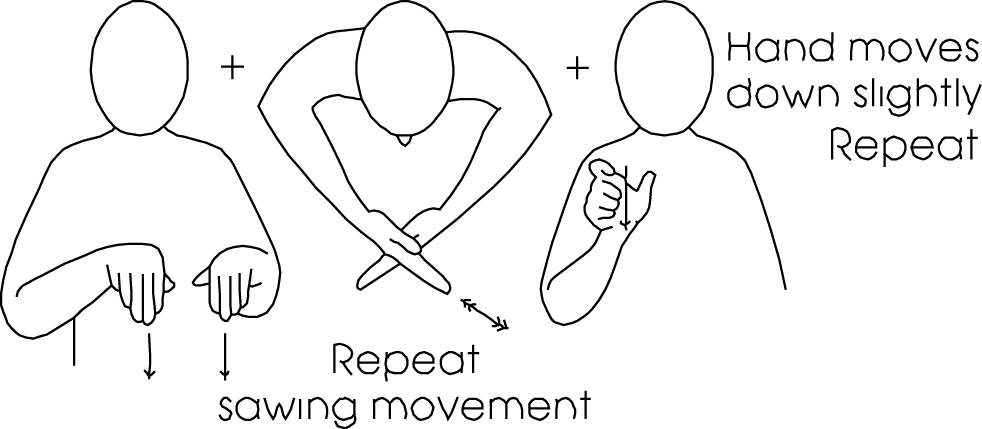 +
+
Hand moves
down slightly
Repeat
Repeat
sawing movement